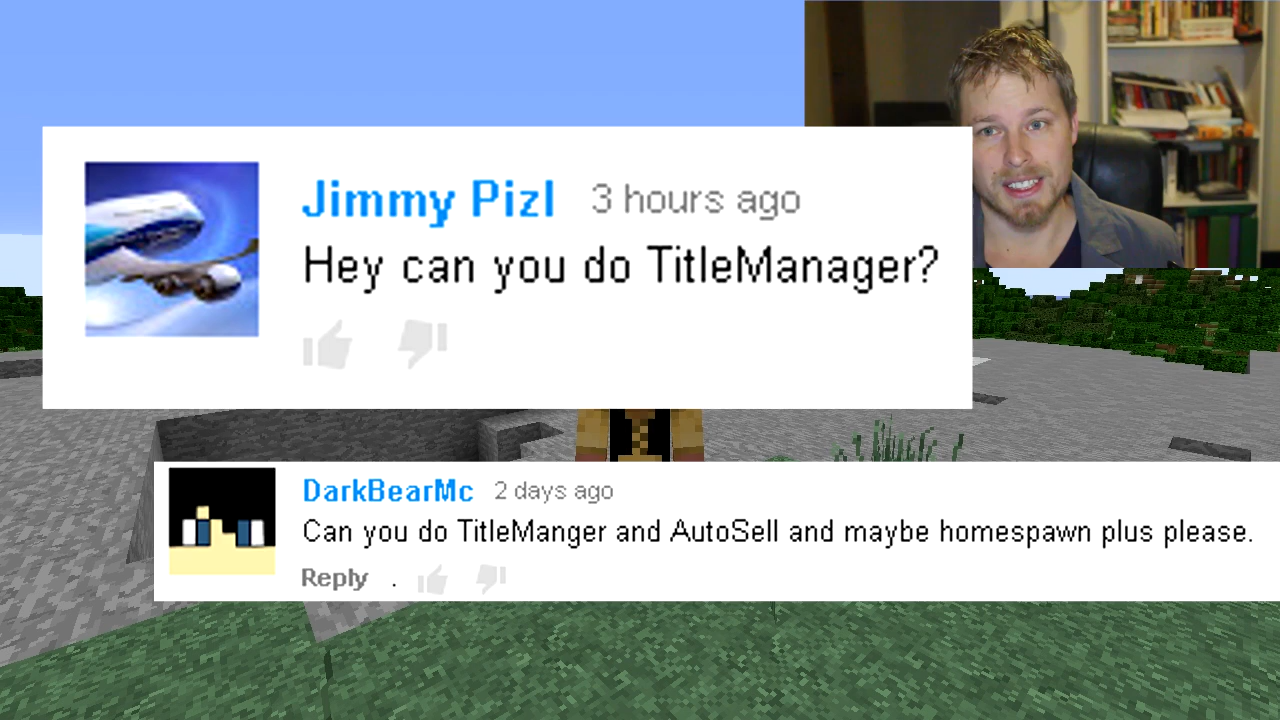 Jimmy Pizl 3 hours ago
Hey can you do TitleManager?
DarkBearMc 2 days ago
Can you do TitleManger and AutoSell and maybe homespawn plus please.
Reply .